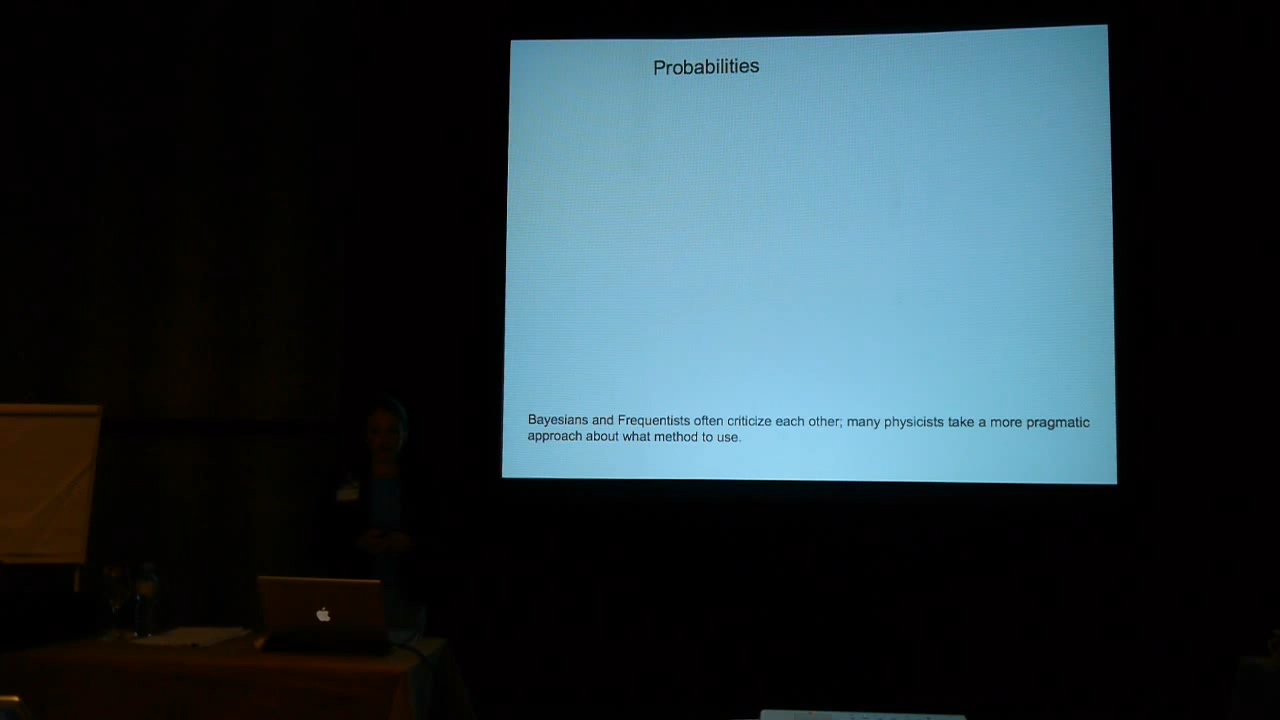 Probabilities
Bayesians and Frequentists often criticize each other; many physicists take a more pragmatic
approach about what method to use.